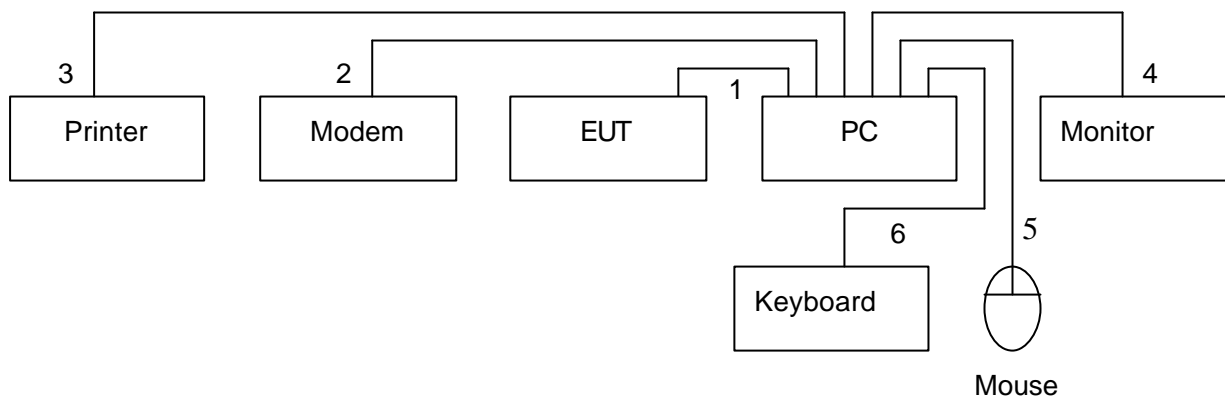 3
2
1
4
Printer
Modem
EUT
PC
Monitor
6
5
Keyboard
Mouse